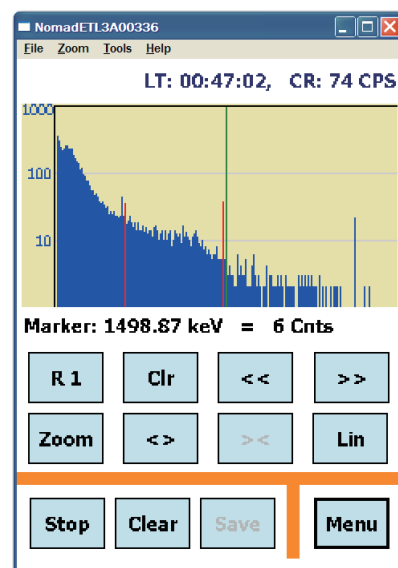 NomadETL3A00336
File Zoom Tools Help
LT: 00:47:02, CR: 74 CPS
1000
100
10
Marker: 1498.87 keV = 6 Cnts
R 1 Clr << >>
Zoom <> >< Lin
Stop Clear Save Menu